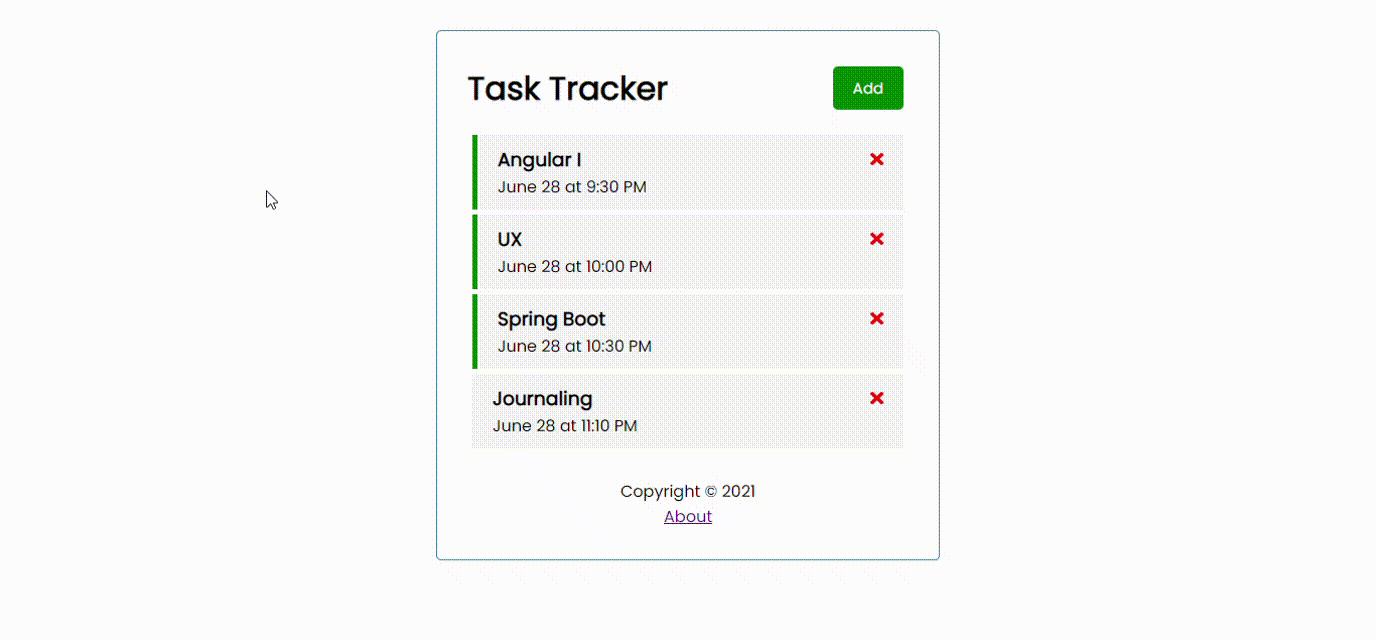 Task Tracker
Add
Angular I
June 28 at 9:30 PM
UX
June 28 at 10:00 PM
Spring Boot
June 28 at 10:30 PM
Journaling
June 28 at 11:10 PM
Copyright © 2021
About